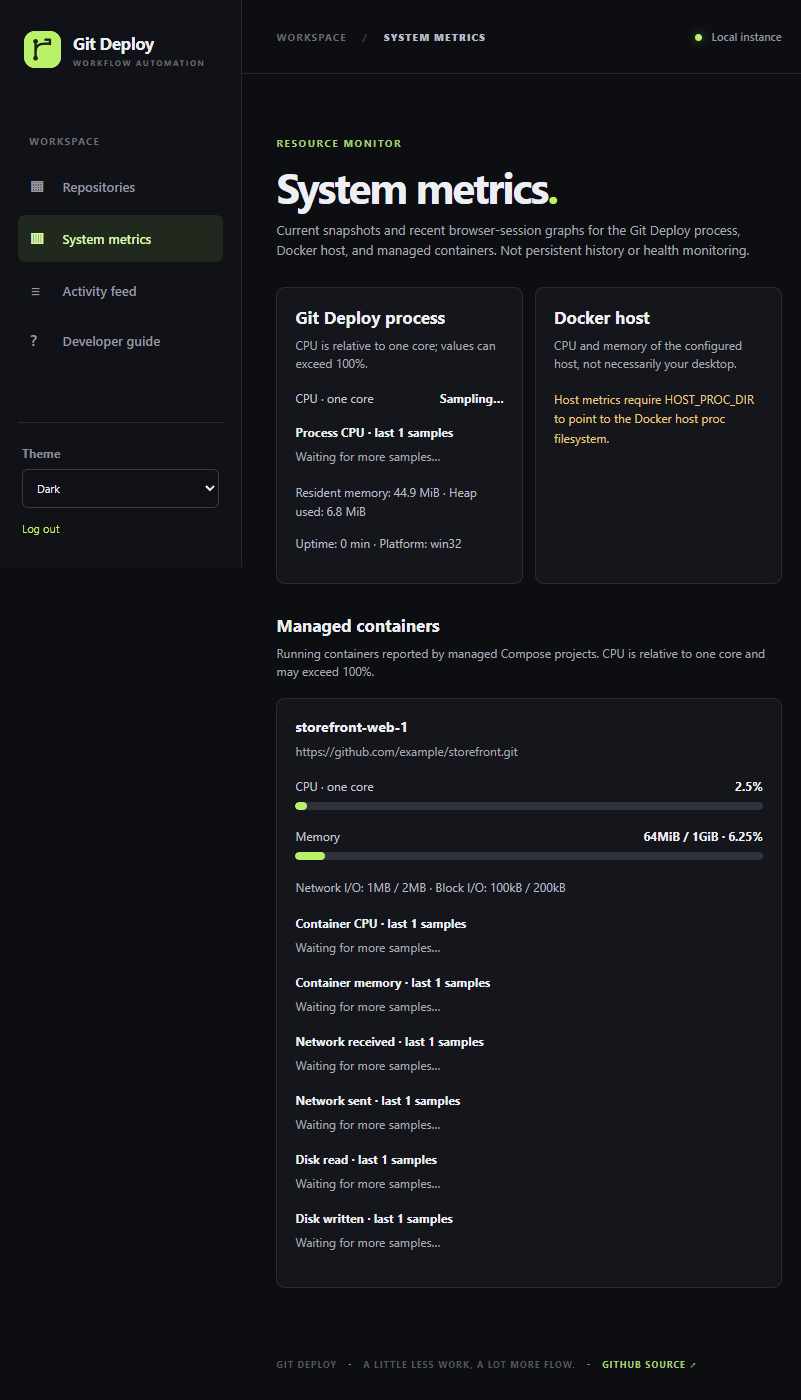 Git Deploy
WORKFLOW AUTOMATION
WORKSPACE
Repositories
System metrics
Activity feed
? Developer guide
Theme
Dark
Log out
WORKSPACE / SYSTEM METRICS
Local instance
RESOURCE MONITOR
System metrics.
Current snapshots and recent browser-session graphs for the Git Deploy process,
Docker host, and managed containers. Not persistent history or health monitoring.
Git Deploy process
CPU is relative to one core; values can
exceed 100%.
CPU · one core Sampling...
Process CPU · last 1 samples
Waiting for more samples...
Resident memory: 44.9 MiB · Heap
used: 6.8 MiB
Uptime: 0 min · Platform: win32
Docker host
CPU and memory of the configured
host, not necessarily your desktop.
Host metrics require HOST_PROC_DIR
to point to the Docker host proc
filesystem.
Managed containers
Running containers reported by managed Compose projects. CPU is relative to one core and
may exceed 100%.
storefront-web-1
https://github.com/example/storefront.git
CPU · one core 2.5%
Memory 64MiB / 1GiB · 6.25%
Network I/O: 1MB / 2MB · Block I/O: 100kB / 200kB
Container CPU · last 1 samples
Waiting for more samples...
Container memory · last 1 samples
Waiting for more samples...
Network received · last 1 samples
Waiting for more samples...
Network sent · last 1 samples
Waiting for more samples...
Disk read · last 1 samples
Waiting for more samples...
Disk written · last 1 samples
Waiting for more samples...
GIT DEPLOY · A LITTLE LESS WORK, A LOT MORE FLOW. · GITHUB SOURCE ↗